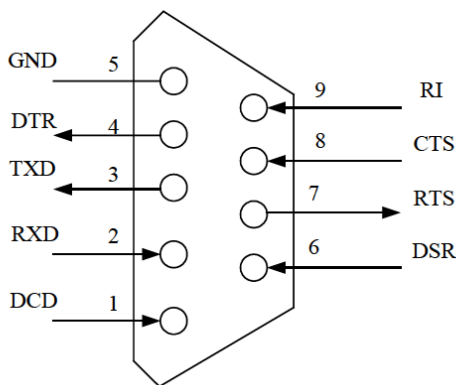 GND 5
9 RI
DTR 4
8 CTS
TXD 3
7 RTS
RXD 2
6 DSR
DCD 1